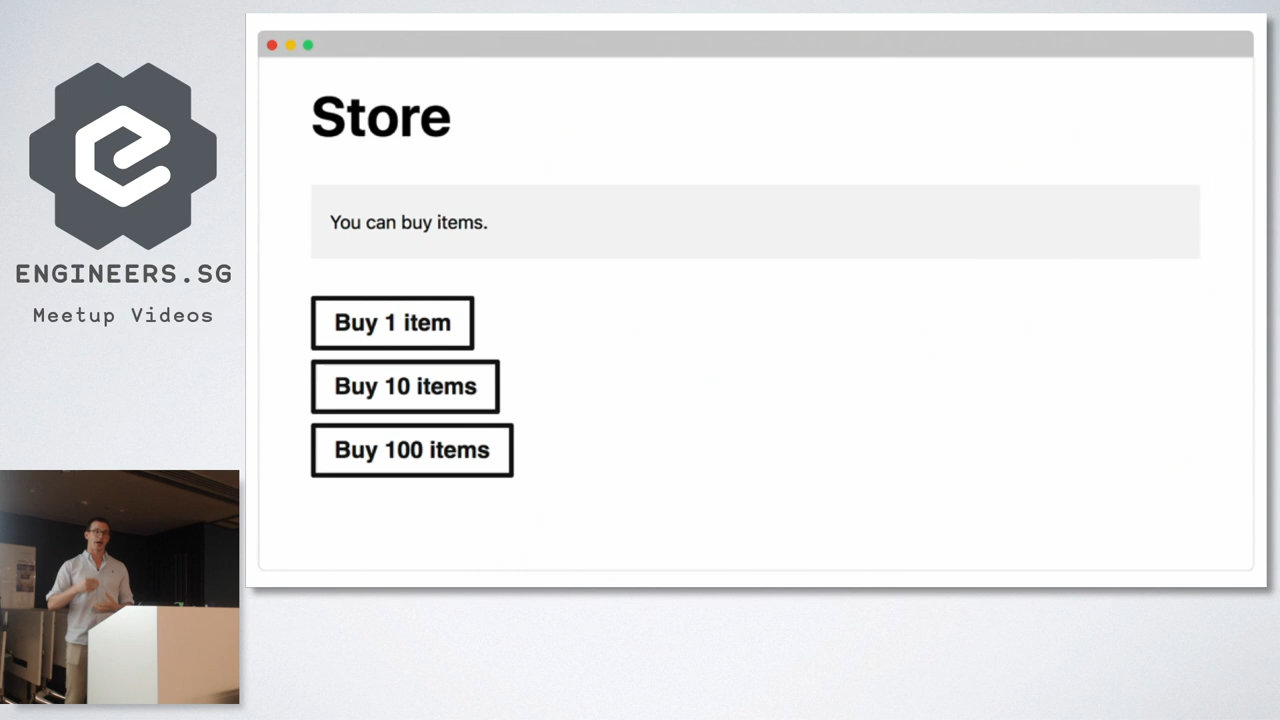 ENGINEERS.SG
Meetup Videos
Store
You can buy items.
Buy 1 item
Buy 10 items
Buy 100 items